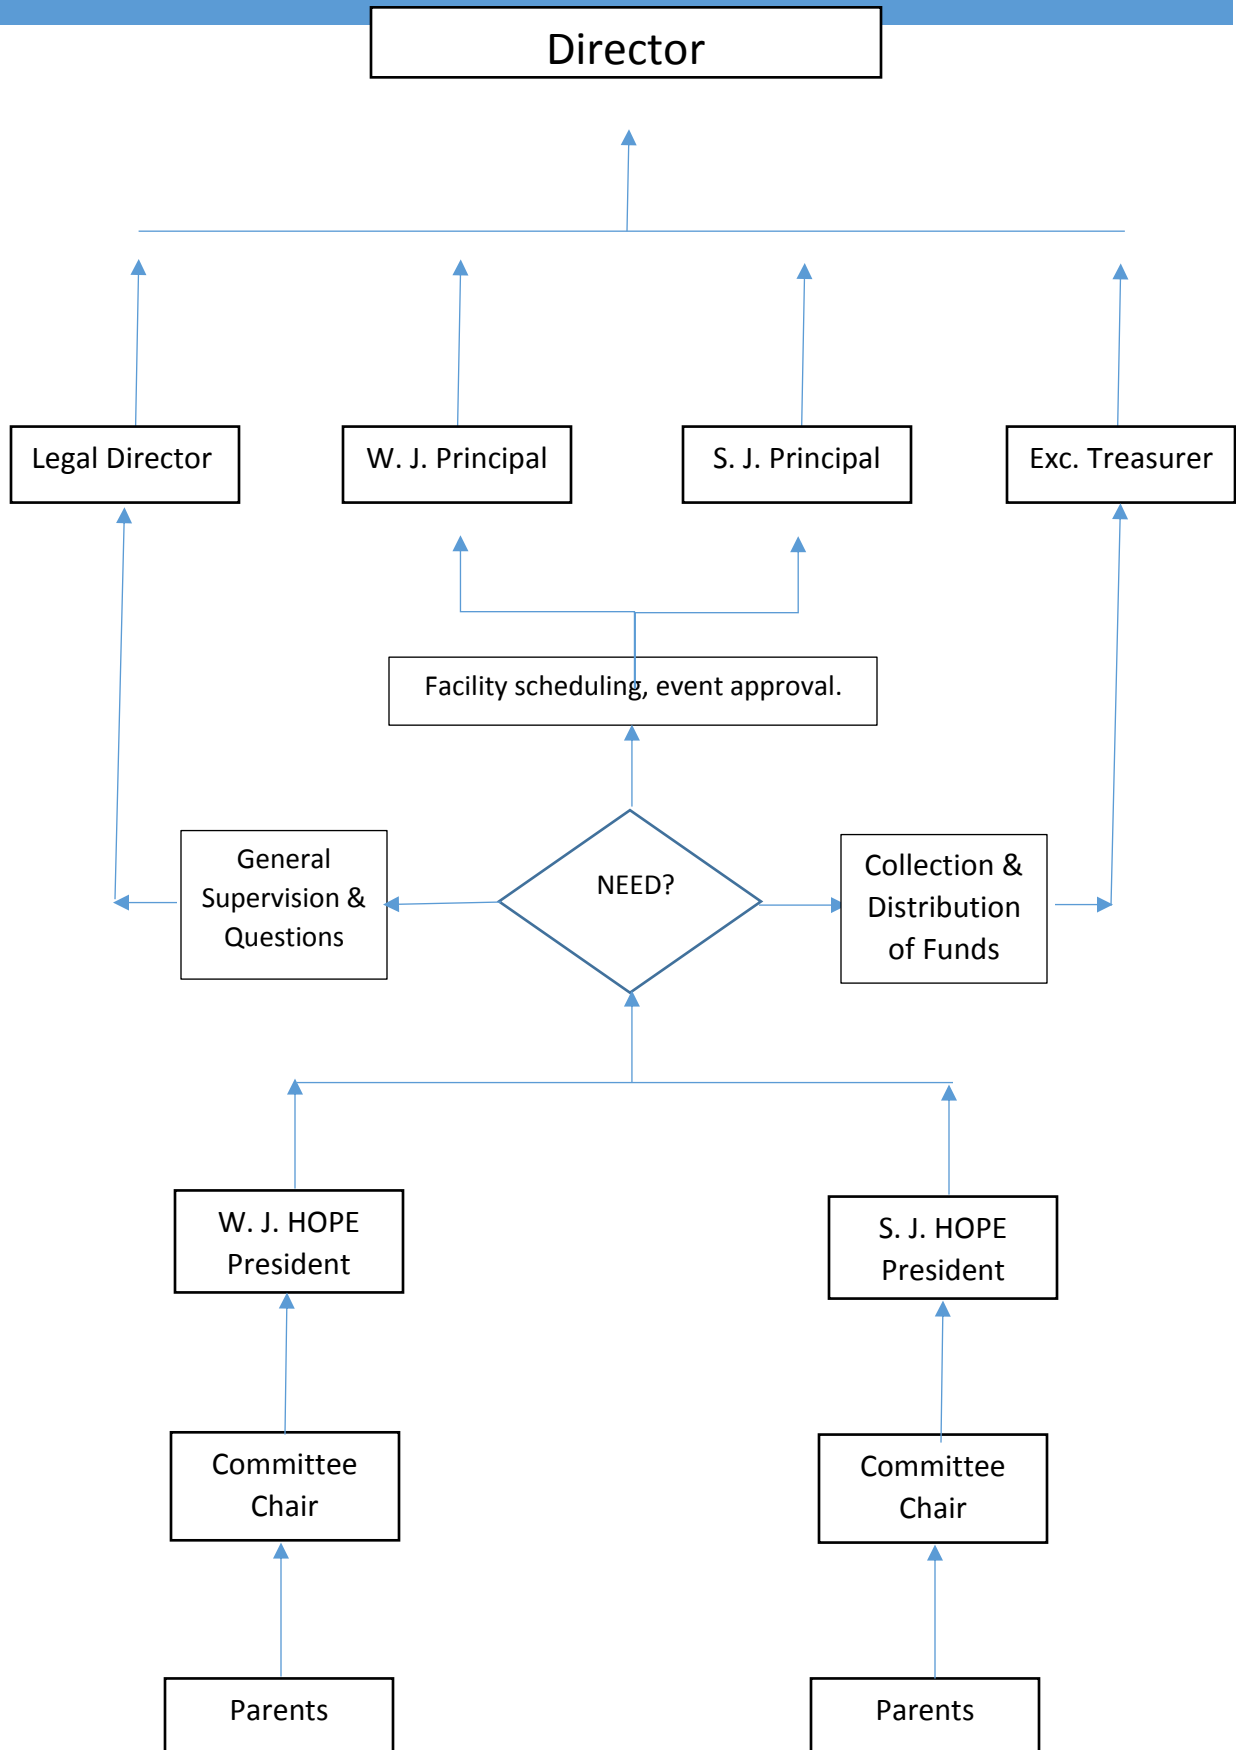 Director
Legal Director
W. J. Principal
S. J. Principal
Exc. Treasurer
Facility scheduling, event approval.
General
Supervision &
Questions
NEED?
Collection &
Distribution
of Funds
W. J. HOPE
President
S. J. HOPE
President
Committee
Chair
Committee
Chair
Parents
Parents